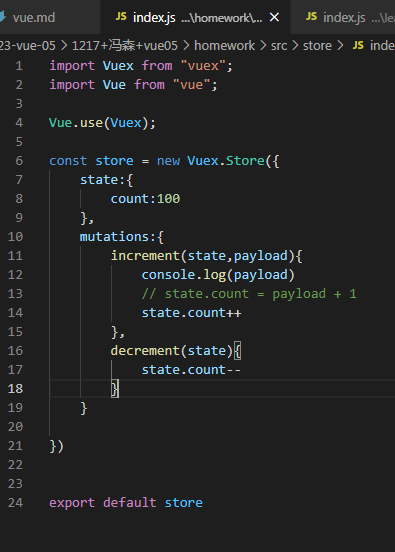 vue.md
JS index.js ...\homework\...
JS index.js ...\lea
23-vue-05 > 1217+冯森+vue05 > homework > src > store > JS inde
1 import Vuex from "vuex";
2 import Vue from "vue";
3
4 Vue.use(Vuex);
5
6 const store = new Vuex.Store({
7 state:{
8 count:100
9 },
10 mutations:{
11 increment(state,payload){
12 console.log(payload)
13 // state.count = payload + 1
14 state.count++
15 },
16 decrement(state){
17 state.count--
18 }
19 }
20
21 })
22
23
24 export default store